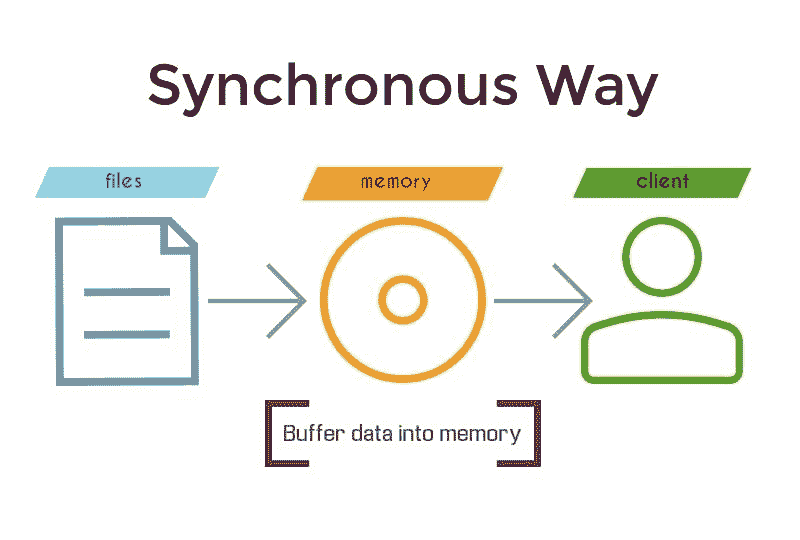 Synchronous Way
files
memory
client
Buffer data into memory